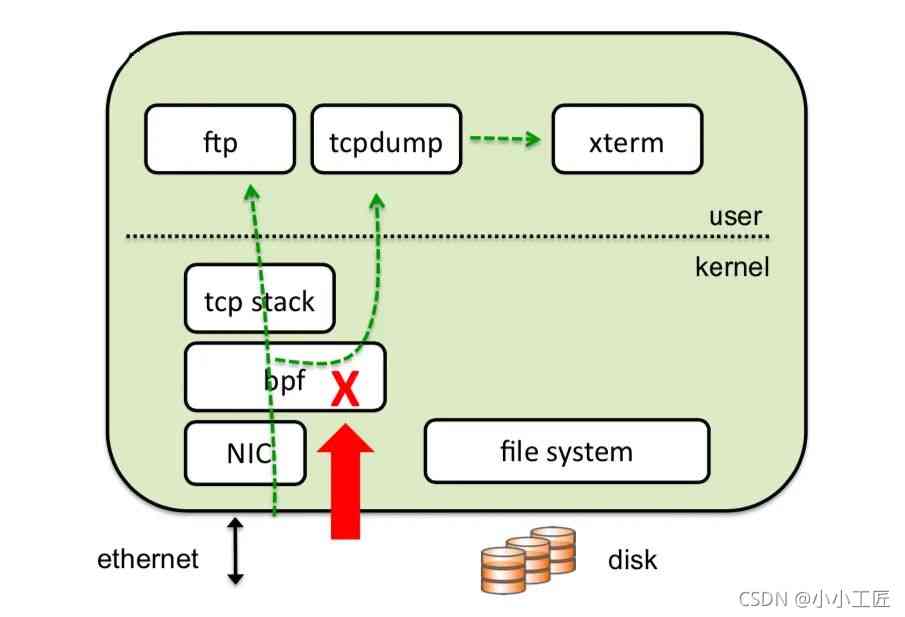 ftp
tcpdump
xterm
user
kernel
tcp stack
bpf
X
NIC
file system
ethernet
disk
CSDN @小小工匠